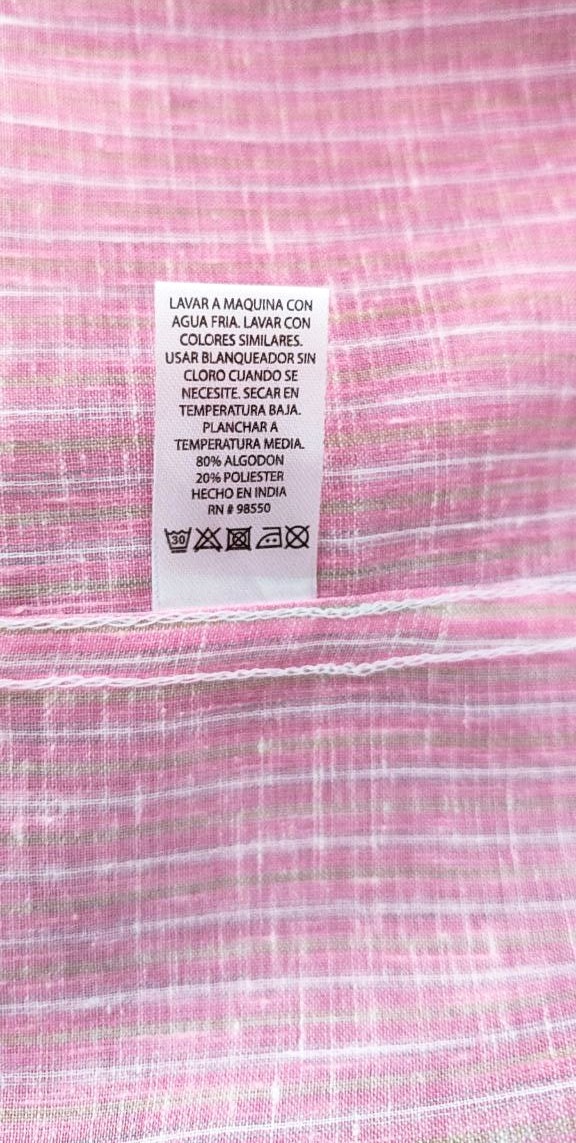 LAVAR A MAQUINA CON
AGUA FRIA. LAVAR CON
COLORES SIMILARES.
USAR BLANQUEADOR SIN
CLORO CUANDO SE
NECESITE. SECAR EN
TEMPERATURA BAJA.
PLANCHAR A
TEMPERATURA MEDIA.
80% ALGODON
20% POLIESTER
HECHO EN INDIA
RN # 98550
30